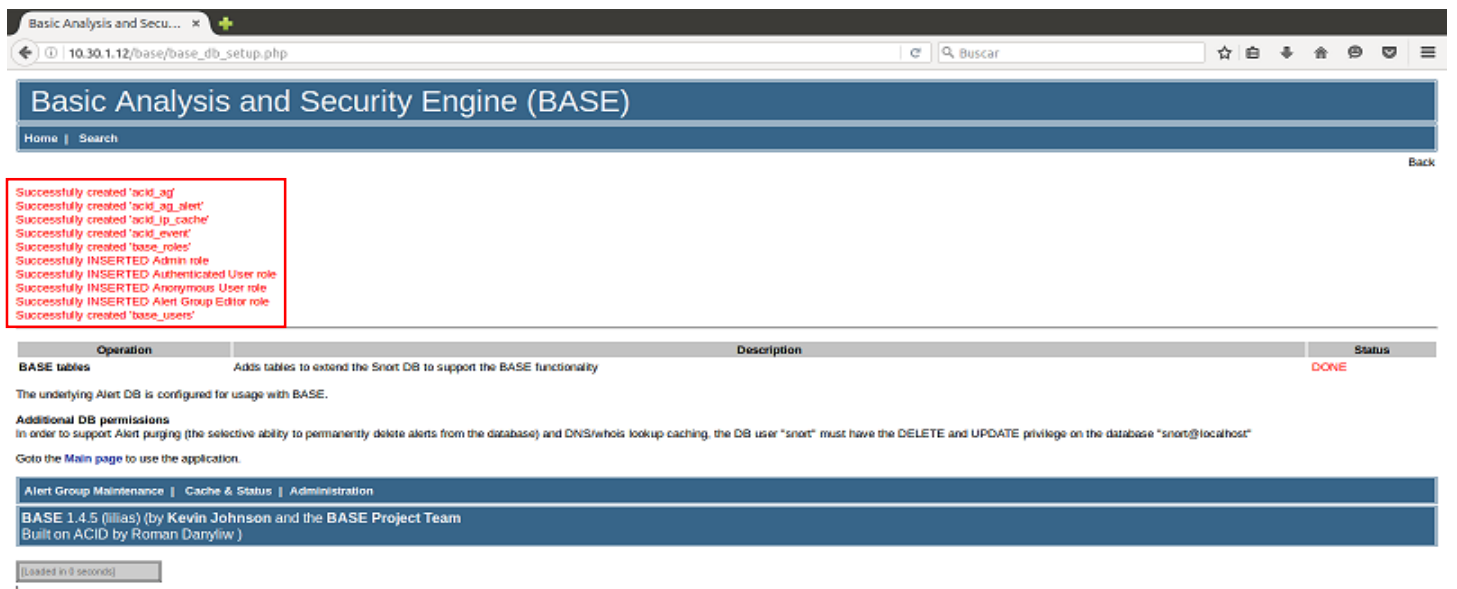 Basic Analysis and Secu... ×
10.30.1.12/base/base_db_setup.php
Buscar
Basic Analysis and Security Engine (BASE)
Home | Search
Back
Successfully created 'acid_ag'
Successfully created 'acid_ag_alert'
Successfully created 'acid_ip_cache'
Successfully created 'acid_event'
Successfully created 'base_roles'
Successfully INSERTED Admin role
Successfully INSERTED Authenticated User role
Successfully INSERTED Anonymous User role
Successfully INSERTED Alert Group Editor role
Successfully created 'base_users'
Operation Description Status
BASE tables Adds tables to extend the Snort DB to support the BASE functionality DONE
The underlying Alert DB is configured for usage with BASE.
Additional DB permissions
In order to support Alert purging (the selective ability to permanently delete alerts from the database) and DNS/whois lookup caching, the DB user "snort" must have the DELETE and UPDATE privilege on the database "snort@localhost"
Goto the Main page to use the application.
Alert Group Maintenance | Cache & Status | Administration
BASE 1.4.5 (lilias) (by Kevin Johnson and the BASE Project Team
Built on ACID by Roman Danyliw )
[Loaded in 0 seconds]